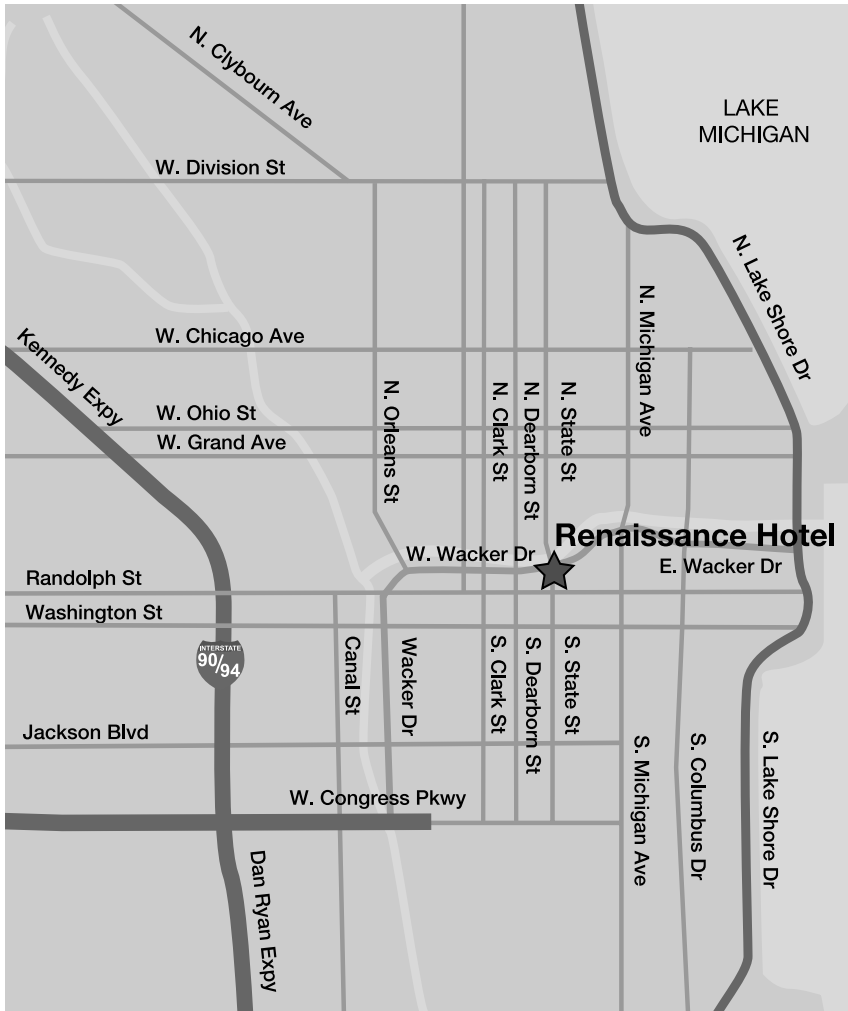 N. Clybourn Ave
LAKE
MICHIGAN
W. Division St
N. Lake Shore Dr
N. Michigan Ave
W. Chicago Ave
Kennedy Expy
N. Orleans St
N. Clark St
N. Dearborn St
N. State St
W. Ohio St
W. Grand Ave
Renaissance Hotel
W. Wacker Dr
E. Wacker Dr
Randolph St
Washington St
INTERSTATE
90/94
Canal St
Wacker Dr
S. Clark St
S. Dearborn St
S. State St
Jackson Blvd
S. Michigan Ave
S. Columbus Dr
S. Lake Shore Dr
W. Congress Pkwy
Dan Ryan Expy